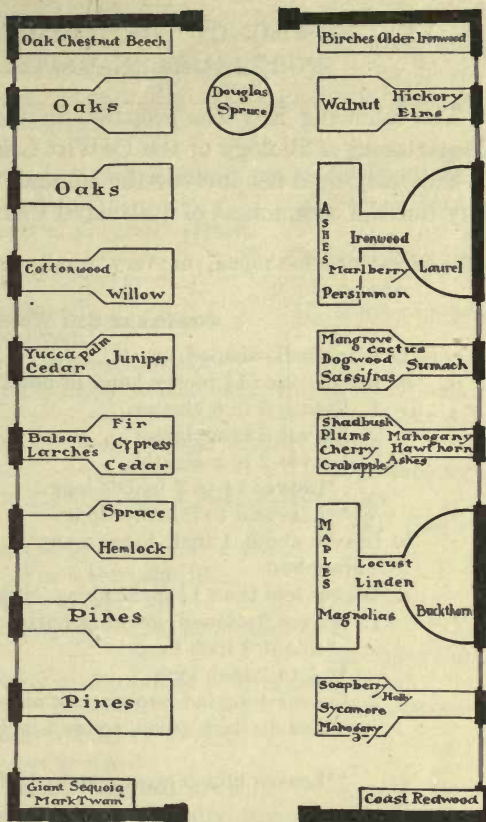 Oak Chestnut Beech
Oaks
Oaks
Cottonwood
Willow
Yucca Palm Juniper
Cedar
Fir
Balsam Cypress
Larches
Cedar
Spruce
Hemlock
Pines
Pines
Giant Sequoia
"Mark Twain"
Douglas
Spruce
Birches Alder Ironwood
Walnut Hickory
Elms
ASHES
Ironwood
Marlberry Laurel
Persimmon
Mangrove cactus
Dogwood Sumach
Sassifras
Shadbush
Plums Mahogany
Cherry Hawthorn
Crabapple Ashes
MAPLES
Locust
Linden
Magnolias Buckthorn
Soapberry Holly
Sycamore
Mahogany
Coast Redwood